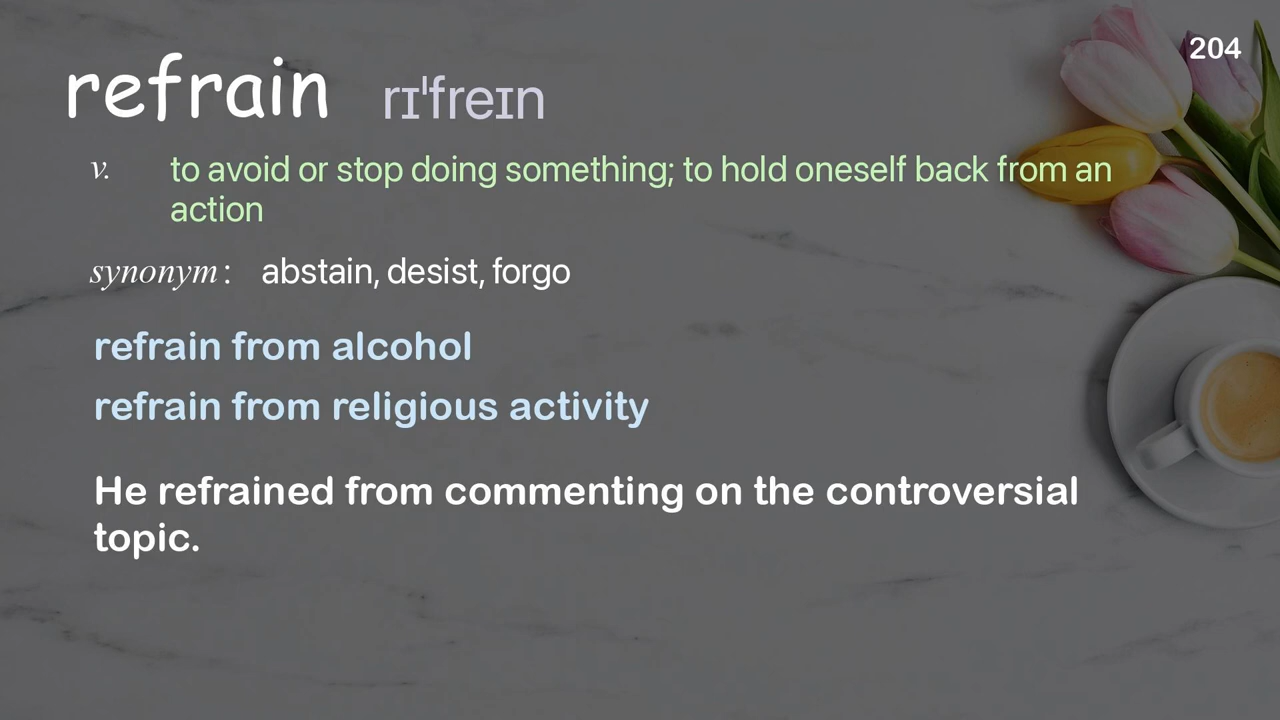 204
refrain rɪˈfreɪn
v. to avoid or stop doing something; to hold oneself back from an
action
synonym : abstain, desist, forgo
refrain from alcohol
refrain from religious activity
He refrained from commenting on the controversial
topic.